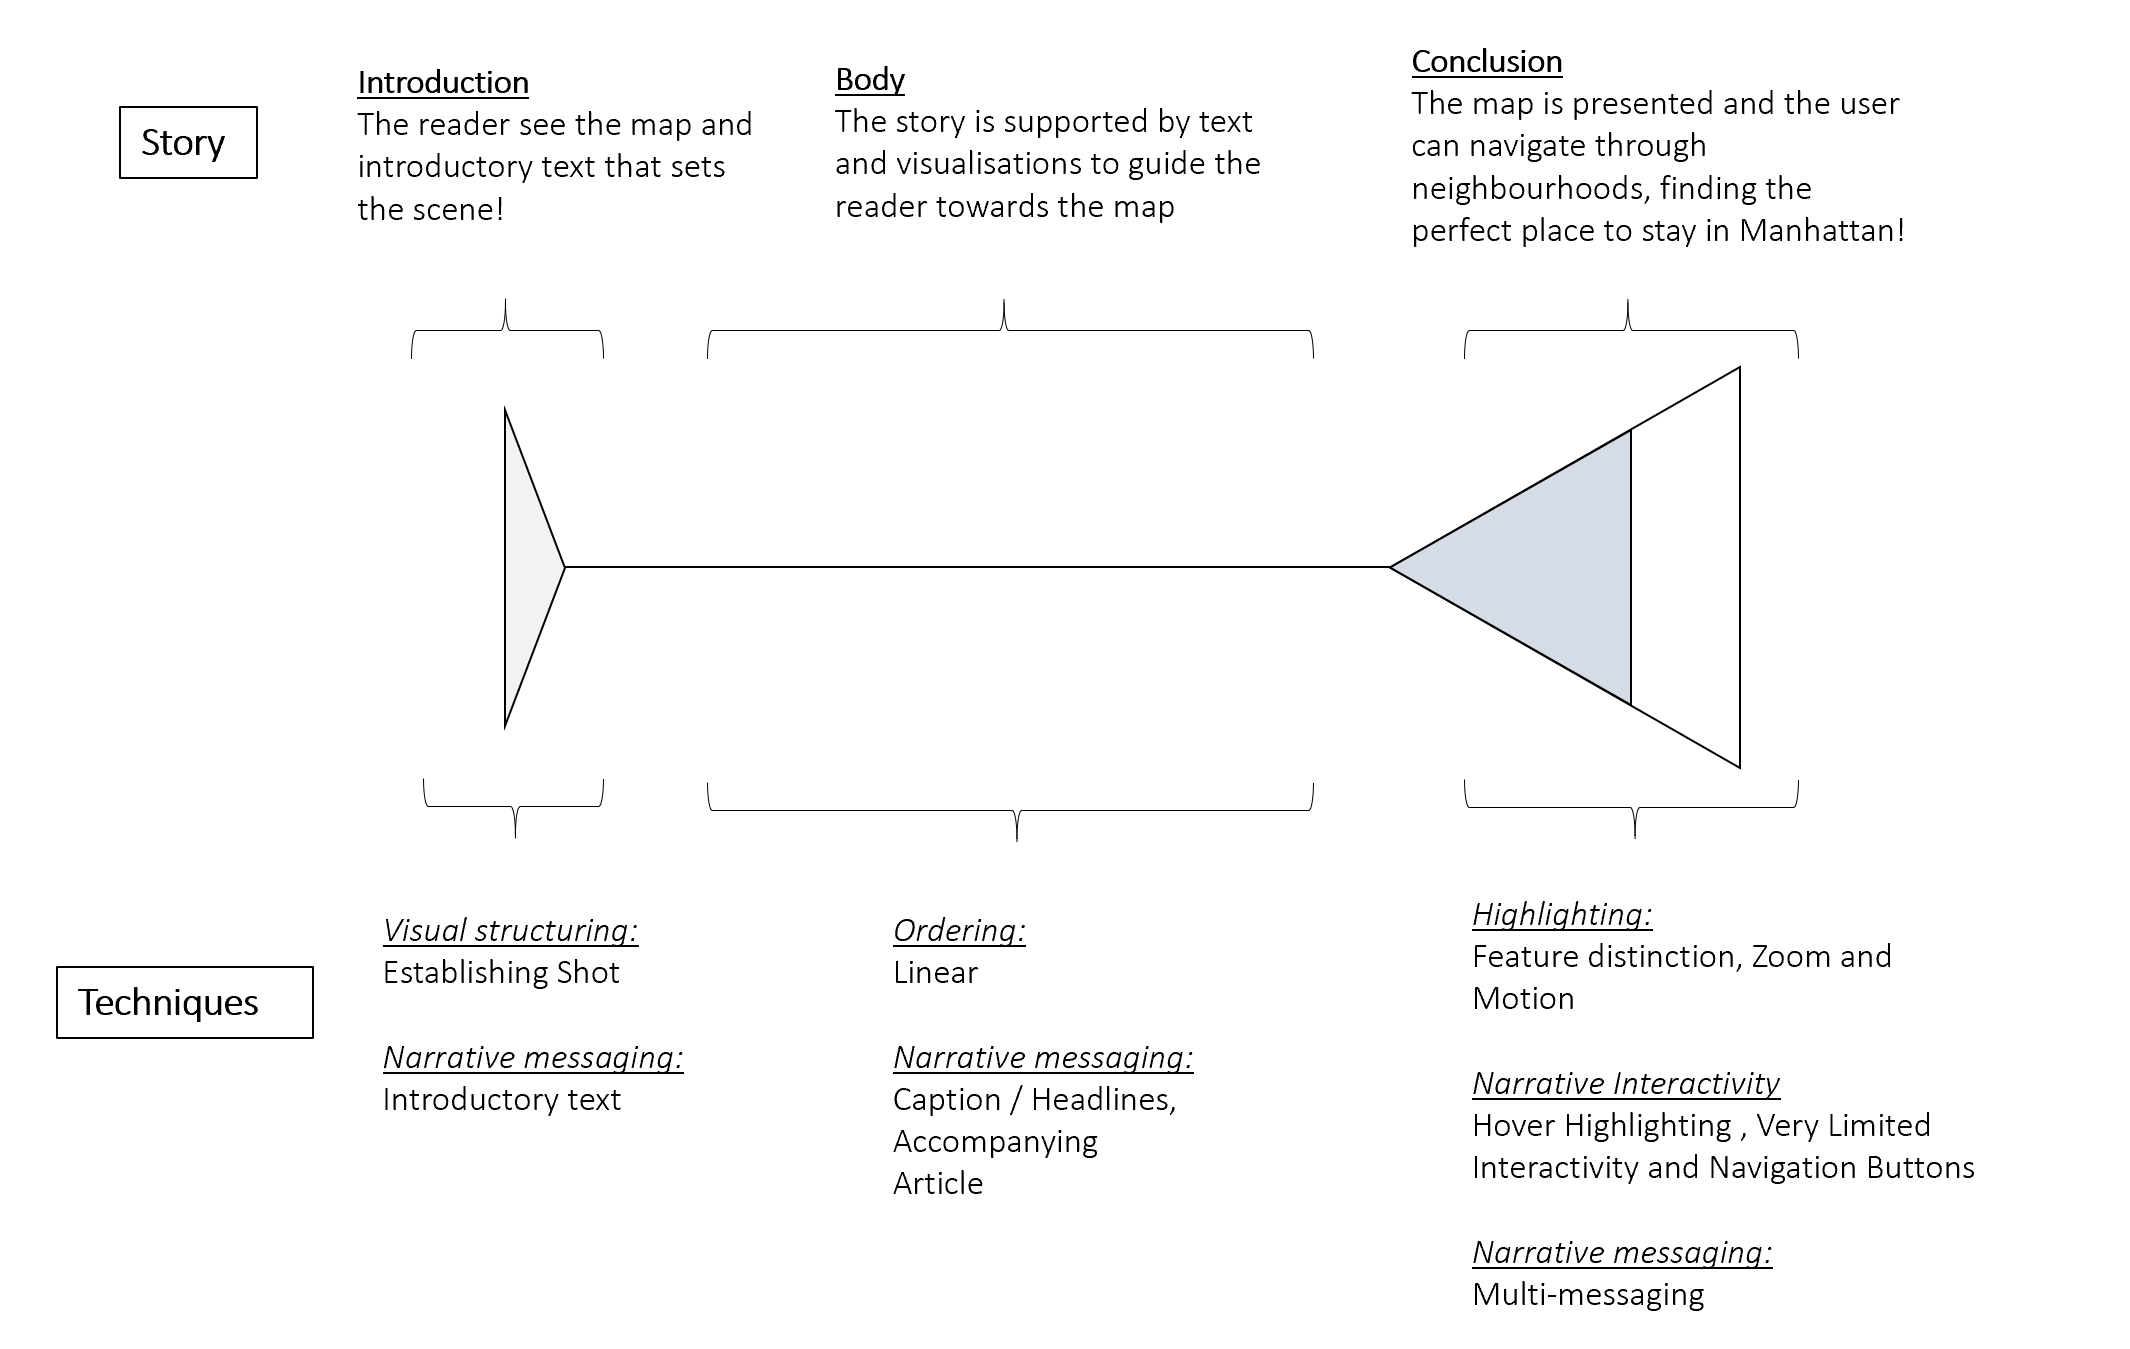 Story
Introduction
The reader see the map and
introductory text that sets
the scene!
Body
The story is supported by text
and visualisations to guide the
reader towards the map
Conclusion
The map is presented and the user
can navigate through
neighbourhoods, finding the
perfect place to stay in Manhattan!
Techniques
Visual structuring:
Establishing Shot
Narrative messaging:
Introductory text
Ordering:
Linear
Narrative messaging:
Caption / Headlines,
Accompanying
Article
Highlighting:
Feature distinction, Zoom and
Motion
Narrative Interactivity
Hover Highlighting , Very Limited
Interactivity and Navigation Buttons
Narrative messaging:
Multi-messaging